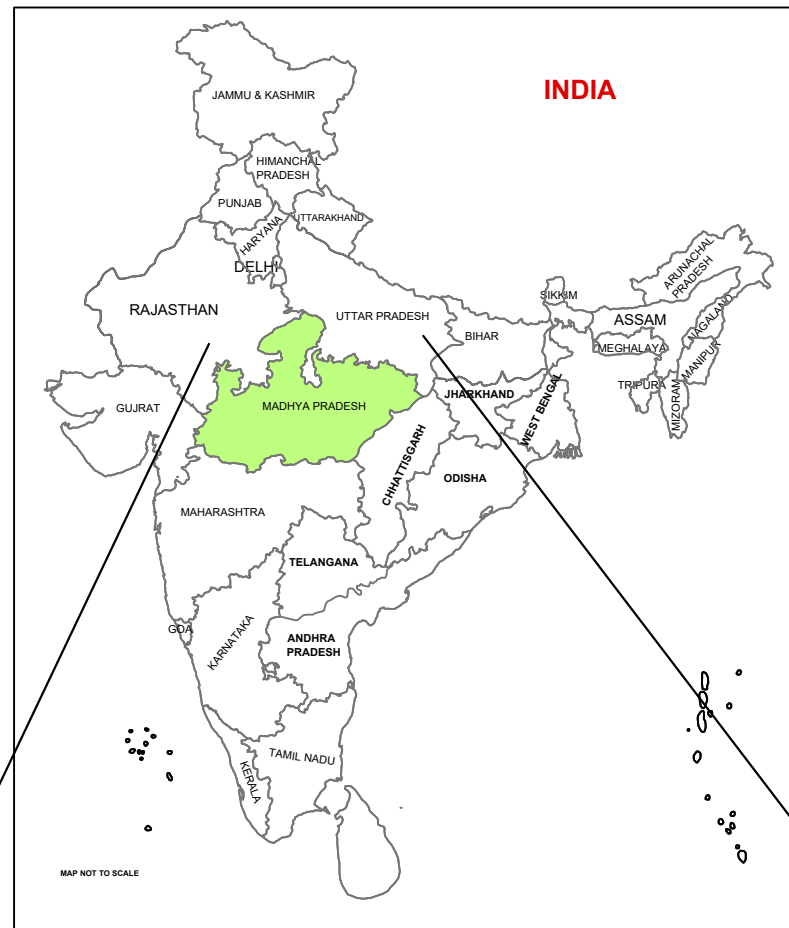 INDIA
JAMMU & KASHMIR
HIMANCHAL
PRADESH
PUNJAB
UTTARAKHAND
HARYANA
DELHI
RAJASTHAN
UTTAR PRADESH
BIHAR
SIKKIM
ARUNACHAL
PRADESH
ASSAM
NAGALAND
MEGHALAYA
MANIPUR
TRIPURA
MIZORAM
GUJRAT
MADHYA PRADESH
JHARKHAND
WEST BENGAL
CHHATTISGARH
ODISHA
MAHARASHTRA
TELANGANA
GOA
KARNATAKA
ANDHRA
PRADESH
TAMIL NADU
KERALA
MAP NOT TO SCALE